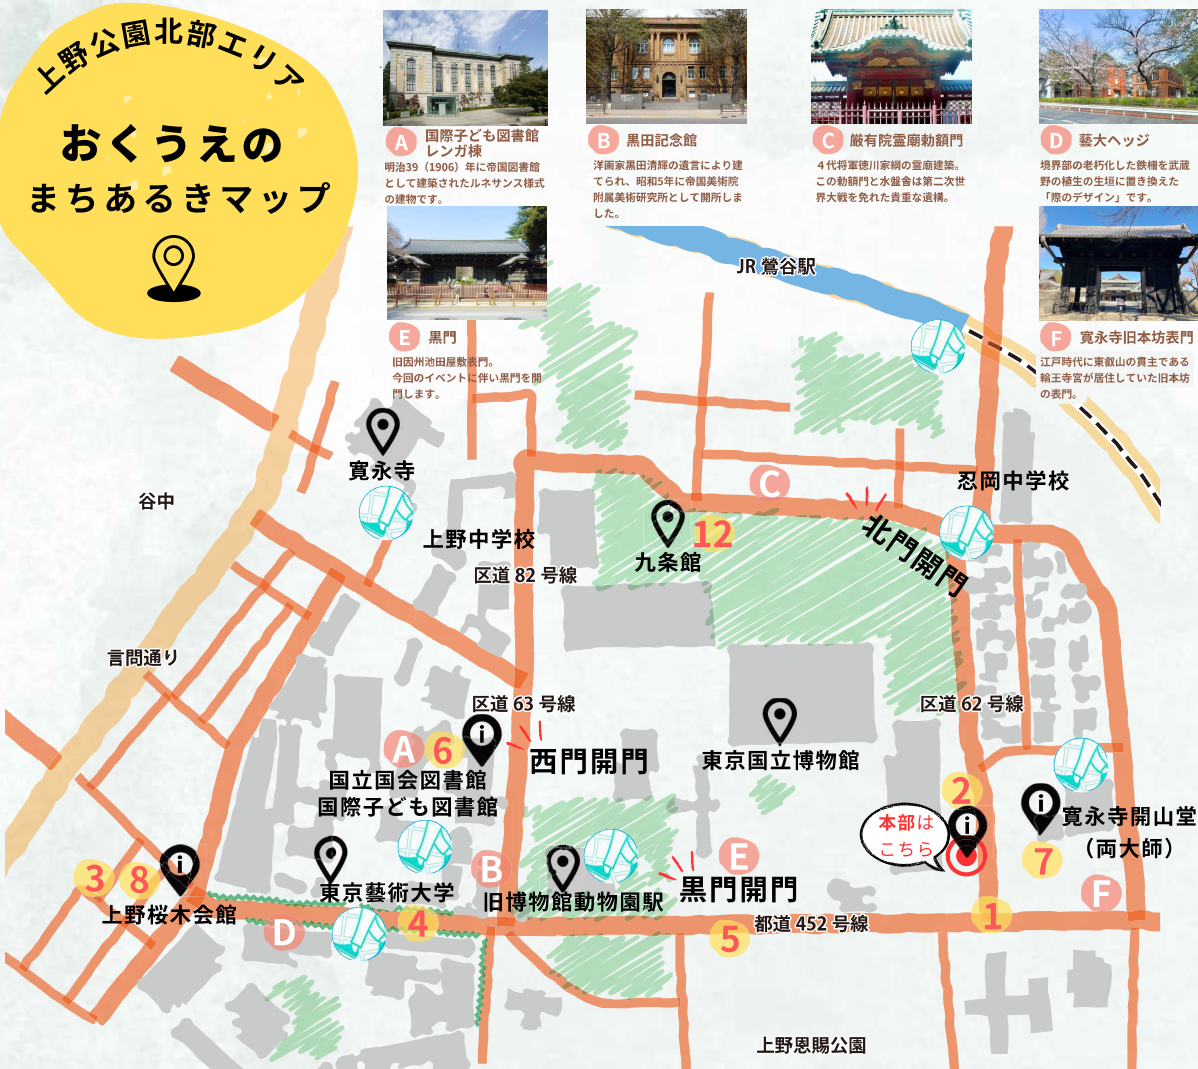 上野公園北部エリア
おくうえの
まちあるきマップ
A 国際子ども図書館
レンガ棟
明治39（1906）年に帝国図書館
として建築されたルネサンス様式
の建物です。
B 黒田記念館
洋画家黒田清輝の遺言により建
てられ、昭和5年に帝国美術院
附属美術研究所として開所しま
した。
C 厳有院霊廟勅額門
４代将軍徳川家綱の霊廟建築。
この勅額門と水盤舎は第二次世
界大戦を免れた貴重な遺構。
D 藝大ヘッジ
境界部の老朽化した鉄柵を武蔵
野の植生の生垣に置き換えた
「際のデザイン」です。
E 黒門
旧因州池田屋敷表門。
今回のイベントに伴い黒門を開
門します。
F 寛永寺旧本坊表門
江戸時代に東叡山の貫主である
輪王寺宮が居住していた旧本坊
の表門。
JR 鶯谷駅
寛永寺
谷中
上野中学校
区道 82 号線
九条館
12
C
北門開門
忍岡中学校
言問通り
区道 63 号線
区道 62 号線
A
6
西門開門
国立国会図書館
国際子ども図書館
東京国立博物館
2
本部は
こちら
寛永寺開山堂
（両大師）
7
3
8
上野桜木会館
東京藝術大学
B
旧博物館動物園駅
E
黒門開門
F
D
4
5
都道 452 号線
1
上野恩賜公園